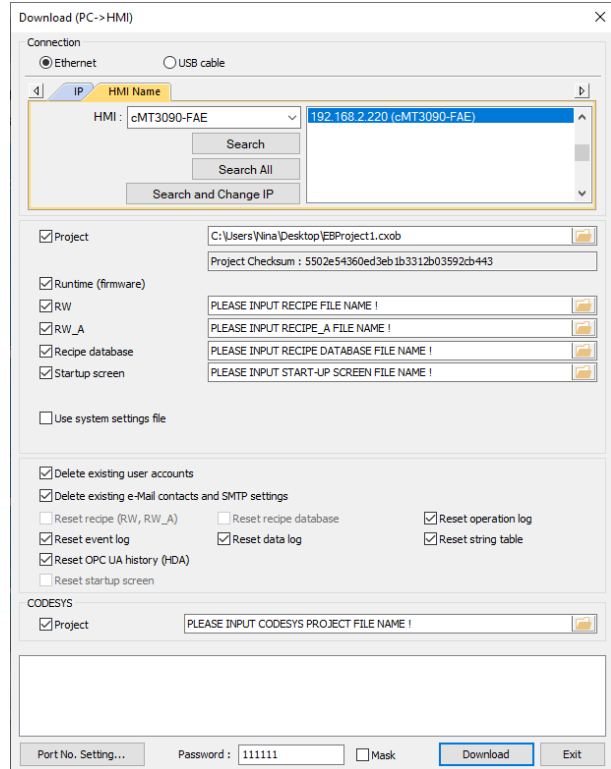 Download (PC->HMI)
Connection
Ethernet USB cable
IP HMI Name
HMI : cMT3090-FAE 192.168.2.220 (cMT3090-FAE)
Search
Search All
Search and Change IP
Project C:\Users\Nina\Desktop\EBProject1.cxob
Project Checksum : 5502e54360ed3eb1b3312b03592cb443
Runtime (firmware)
RW PLEASE INPUT RECIPE FILE NAME !
RW_A PLEASE INPUT RECIPE_A FILE NAME !
Recipe database PLEASE INPUT RECIPE DATABASE FILE NAME !
Startup screen PLEASE INPUT START-UP SCREEN FILE NAME !
Use system settings file
Delete existing user accounts
Delete existing e-Mail contacts and SMTP settings
Reset recipe (RW, RW_A) Reset recipe database Reset operation log
Reset event log Reset data log Reset string table
Reset OPC UA history (HDA)
Reset startup screen
CODESYS
Project PLEASE INPUT CODESYS PROJECT FILE NAME !
Port No. Setting... Password : 111111 Mask Download Exit